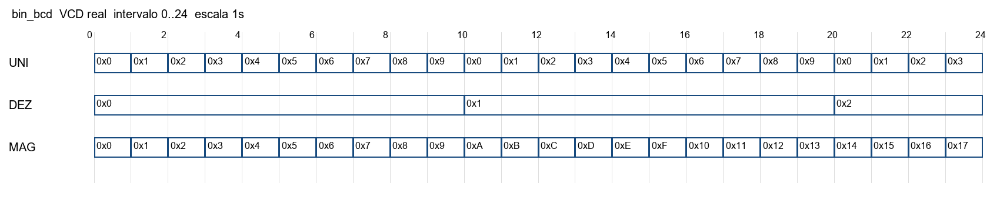 bin_bcd  VCD real  intervalo 0..24  escala 1s
0 2 4 6 8 10 12 14 16 18 20 22 24
UNI 0x0 0x1 0x2 0x3 0x4 0x5 0x6 0x7 0x8 0x9 0x0 0x1 0x2 0x3 0x4 0x5 0x6 0x7 0x8 0x9 0x0 0x1 0x2 0x3
DEZ 0x0 0x1 0x2
MAG 0x0 0x1 0x2 0x3 0x4 0x5 0x6 0x7 0x8 0x9 0xA 0xB 0xC 0xD 0xE 0xF 0x10 0x11 0x12 0x13 0x14 0x15 0x16 0x17